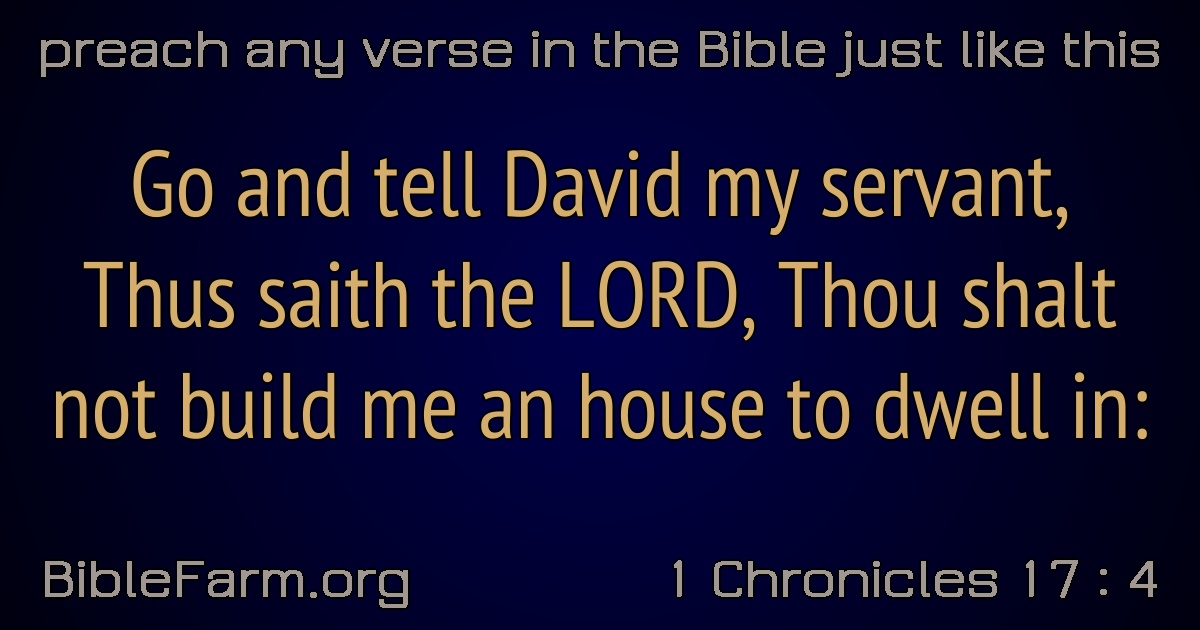 preach any verse in the Bible just like this
Go and tell David my servant,
Thus saith the LORD, Thou shalt
not build me an house to dwell in:
BibleFarm.org
1 Chronicles 17 : 4